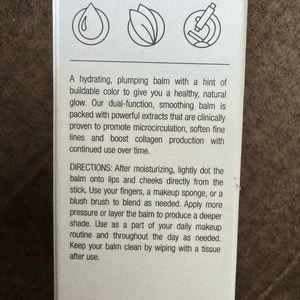 A hydrating, plumping balm with a hint of
buildable color to give you a healthy, natural
glow. Our dual-function, smoothing balm is
packed with powerful extracts that are clinically
proven to promote microcirculation, soften fine
lines and boost collagen production with
continued use over time.
DIRECTIONS: After moisturizing, lightly dot the
balm onto lips and cheeks directly from the
stick. Use your fingers, a makeup sponge, or a
blush brush to blend as needed. Apply more
pressure or layer the balm to produce a deeper
shade. Use as a part of your daily makeup
routine and throughout the day as needed.
Keep your balm clean by wiping with a tissue
after use.